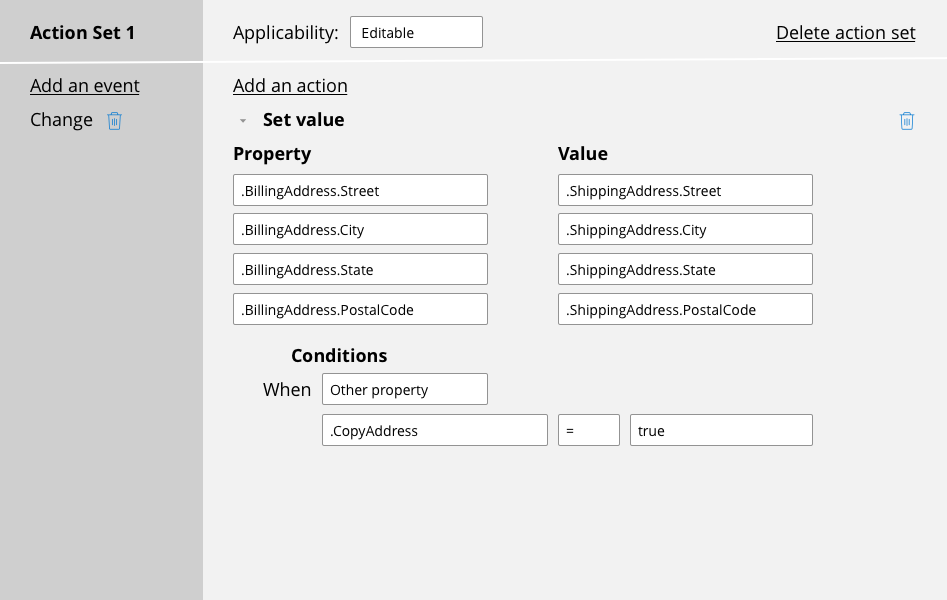 Action Set 1
Applicability: Editable
Delete action set
Add an event
Add an action
Change
Set value
Property Value
.BillingAddress.Street .ShippingAddress.Street
.BillingAddress.City .ShippingAddress.City
.BillingAddress.State .ShippingAddress.State
.BillingAddress.PostalCode .ShippingAddress.PostalCode
Conditions
When Other property
.CopyAddress = true